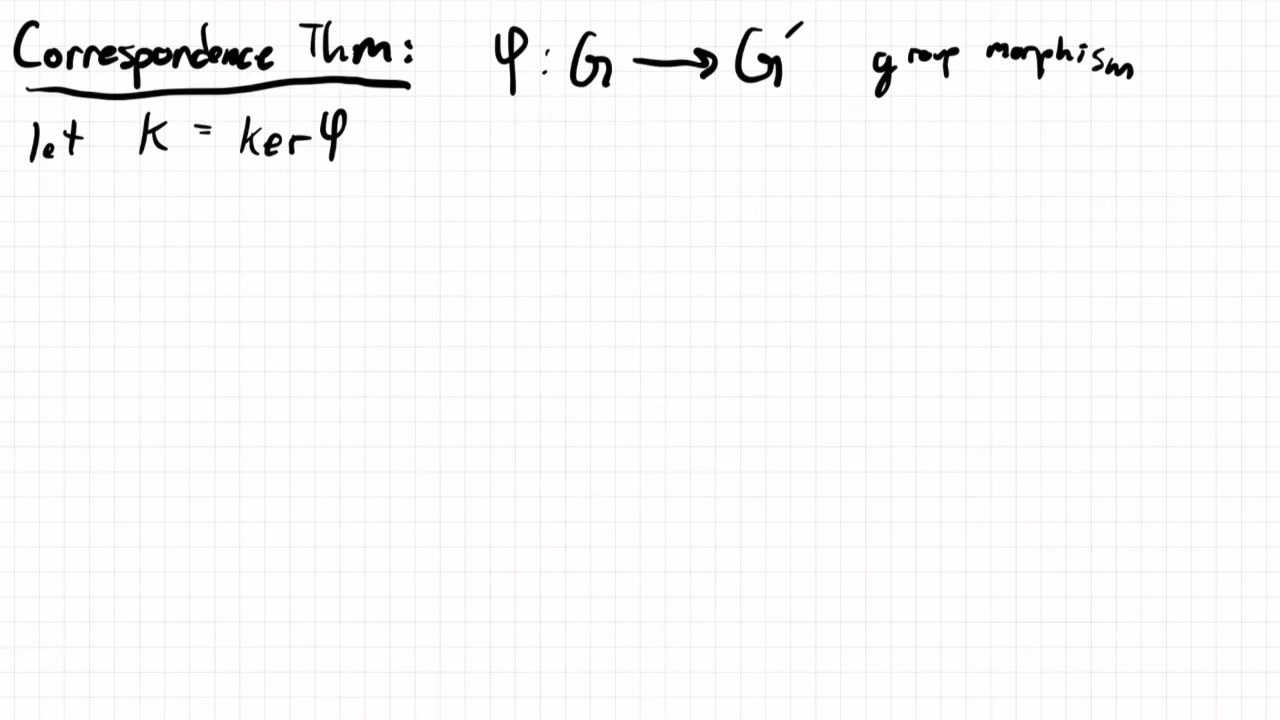 Correspondence Thm: φ: G → G' group morphism
let K = ker φ